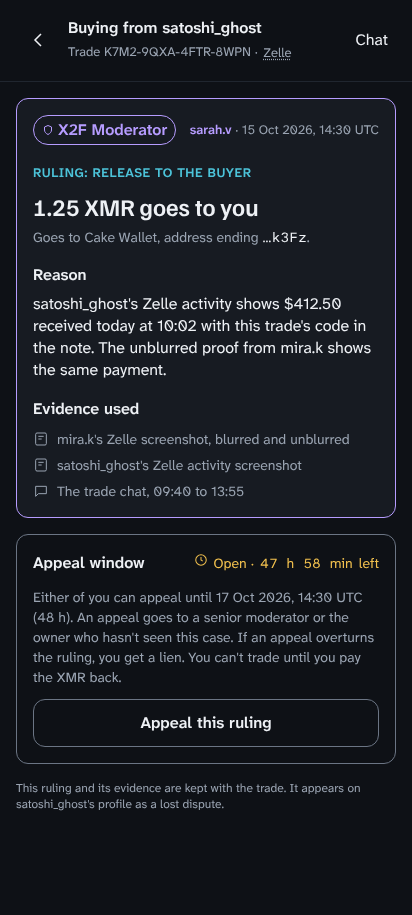 Buying from satoshi_ghost
Trade K7M2-9QXA-4FTR-8WPN · Zelle
Chat
X2F Moderator
sarah.v · 15 Oct 2026, 14:30 UTC
RULING: RELEASE TO THE BUYER
1.25 XMR goes to you
Goes to Cake Wallet, address ending …k3Fz.
Reason
satoshi_ghost's Zelle activity shows $412.50
received today at 10:02 with this trade's code in
the note. The unblurred proof from mira.k shows
the same payment.
Evidence used
mira.k's Zelle screenshot, blurred and unblurred
satoshi_ghost's Zelle activity screenshot
The trade chat, 09:40 to 13:55
Appeal window
Open · 47 h 58 min left
Either of you can appeal until 17 Oct 2026, 14:30 UTC
(48 h). An appeal goes to a senior moderator or the
owner who hasn't seen this case. If an appeal overturns
the ruling, you get a lien. You can't trade until you pay
the XMR back.
Appeal this ruling
This ruling and its evidence are kept with the trade. It appears on
satoshi_ghost's profile as a lost dispute.